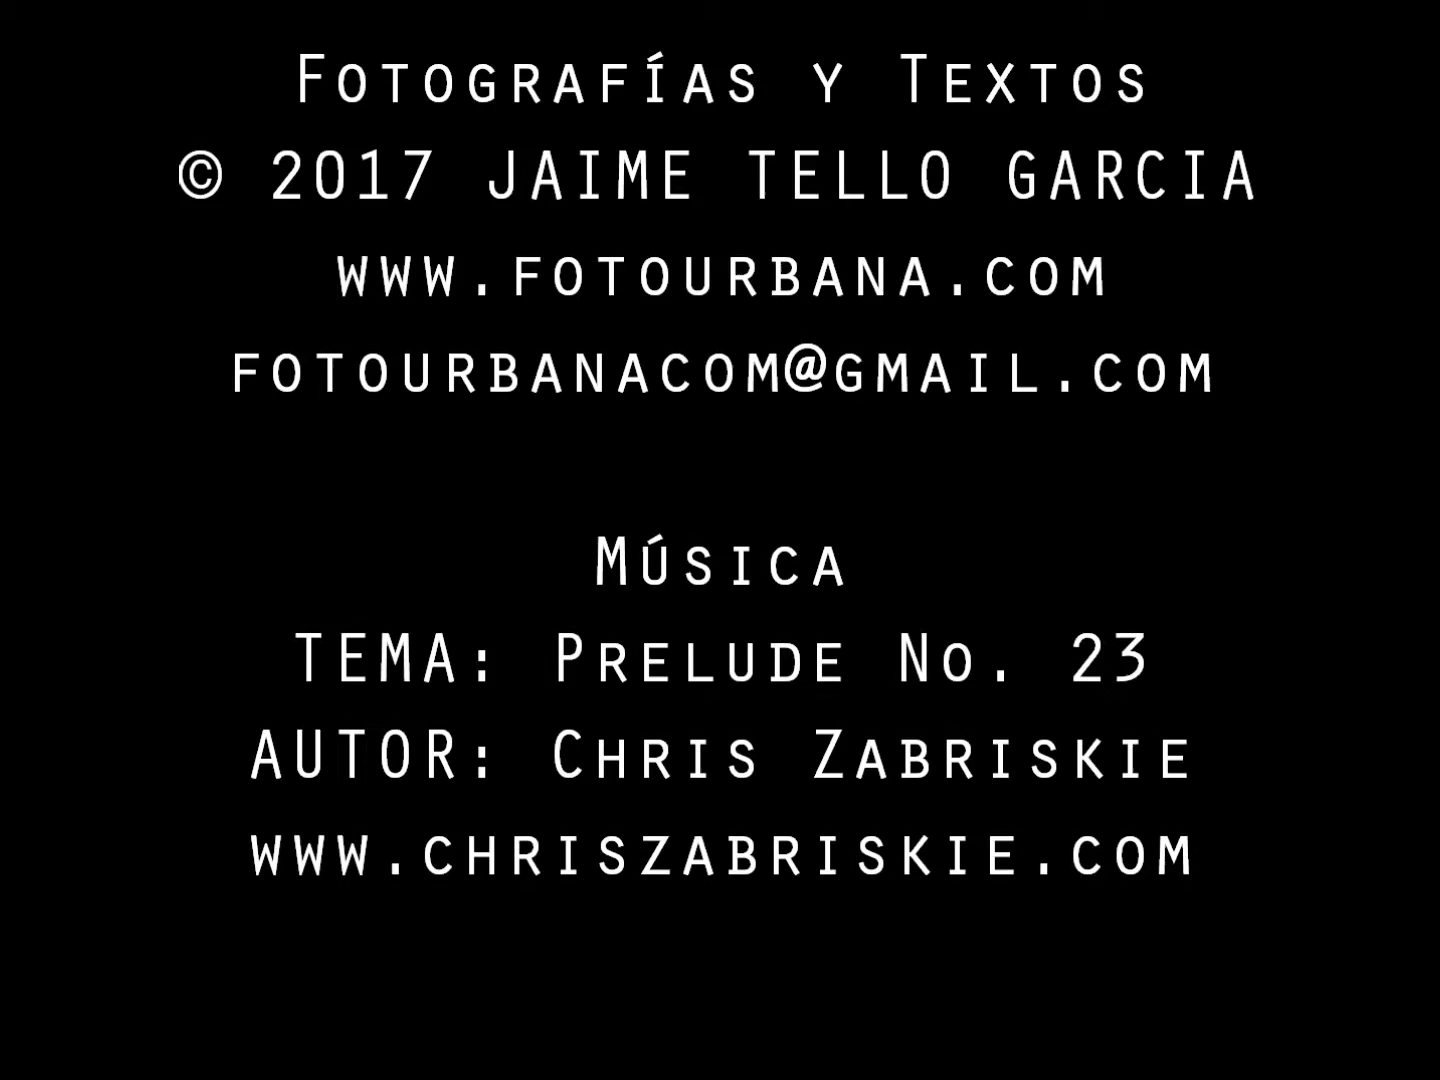 Fotografías y Textos
© 2017 JAIME TELLO GARCIA
www.fotourbana.com
fotourbanacom@gmail.com
Música
TEMA: Prelude No. 23
AUTOR: Chris Zabriskie
www.chriszabriskie.com